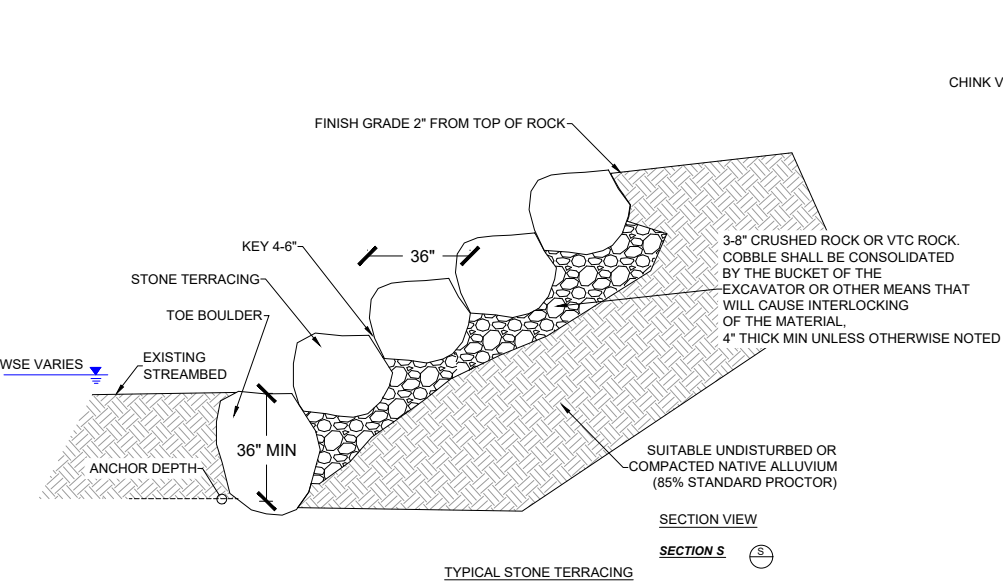 CHINK V
FINISH GRADE 2" FROM TOP OF ROCK
KEY 4-6"
36"
STONE TERRACING
TOE BOULDER
WSE VARIES
EXISTING
STREAMBED
36" MIN
ANCHOR DEPTH
3-8" CRUSHED ROCK OR VTC ROCK.
COBBLE SHALL BE CONSOLIDATED
BY THE BUCKET OF THE
EXCAVATOR OR OTHER MEANS THAT
WILL CAUSE INTERLOCKING
OF THE MATERIAL,
4" THICK MIN UNLESS OTHERWISE NOTED
SUITABLE UNDISTURBED OR
COMPACTED NATIVE ALLUVIUM
(85% STANDARD PROCTOR)
SECTION VIEW
SECTION S
S
TYPICAL STONE TERRACING